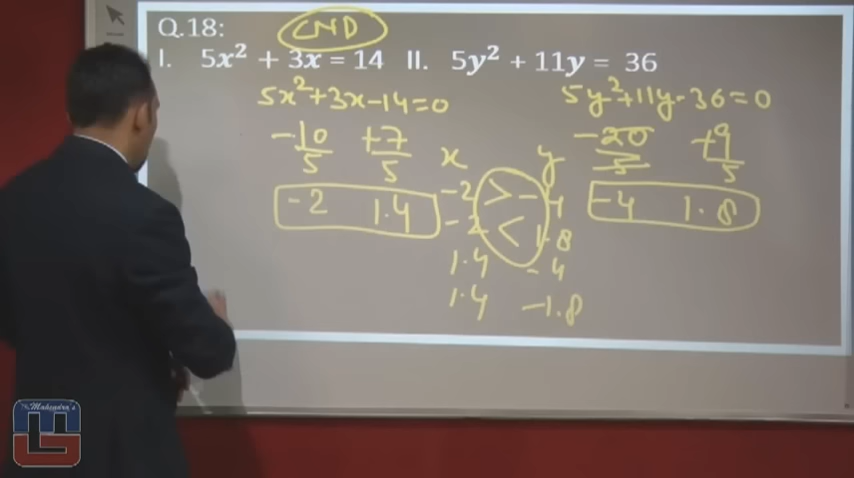 Q.18: CND
I. 5x² + 3x = 14 II. 5y² + 11y = 36
5x²+3x-14=0 5y²+11y-36=0
-10/5 +7/5 x y -20/5 +9/5
-2 1.4 -2 > -4 -4 1.8
-2 < 1.8
1.4 -4
1.4 -1.8
Mahendra's